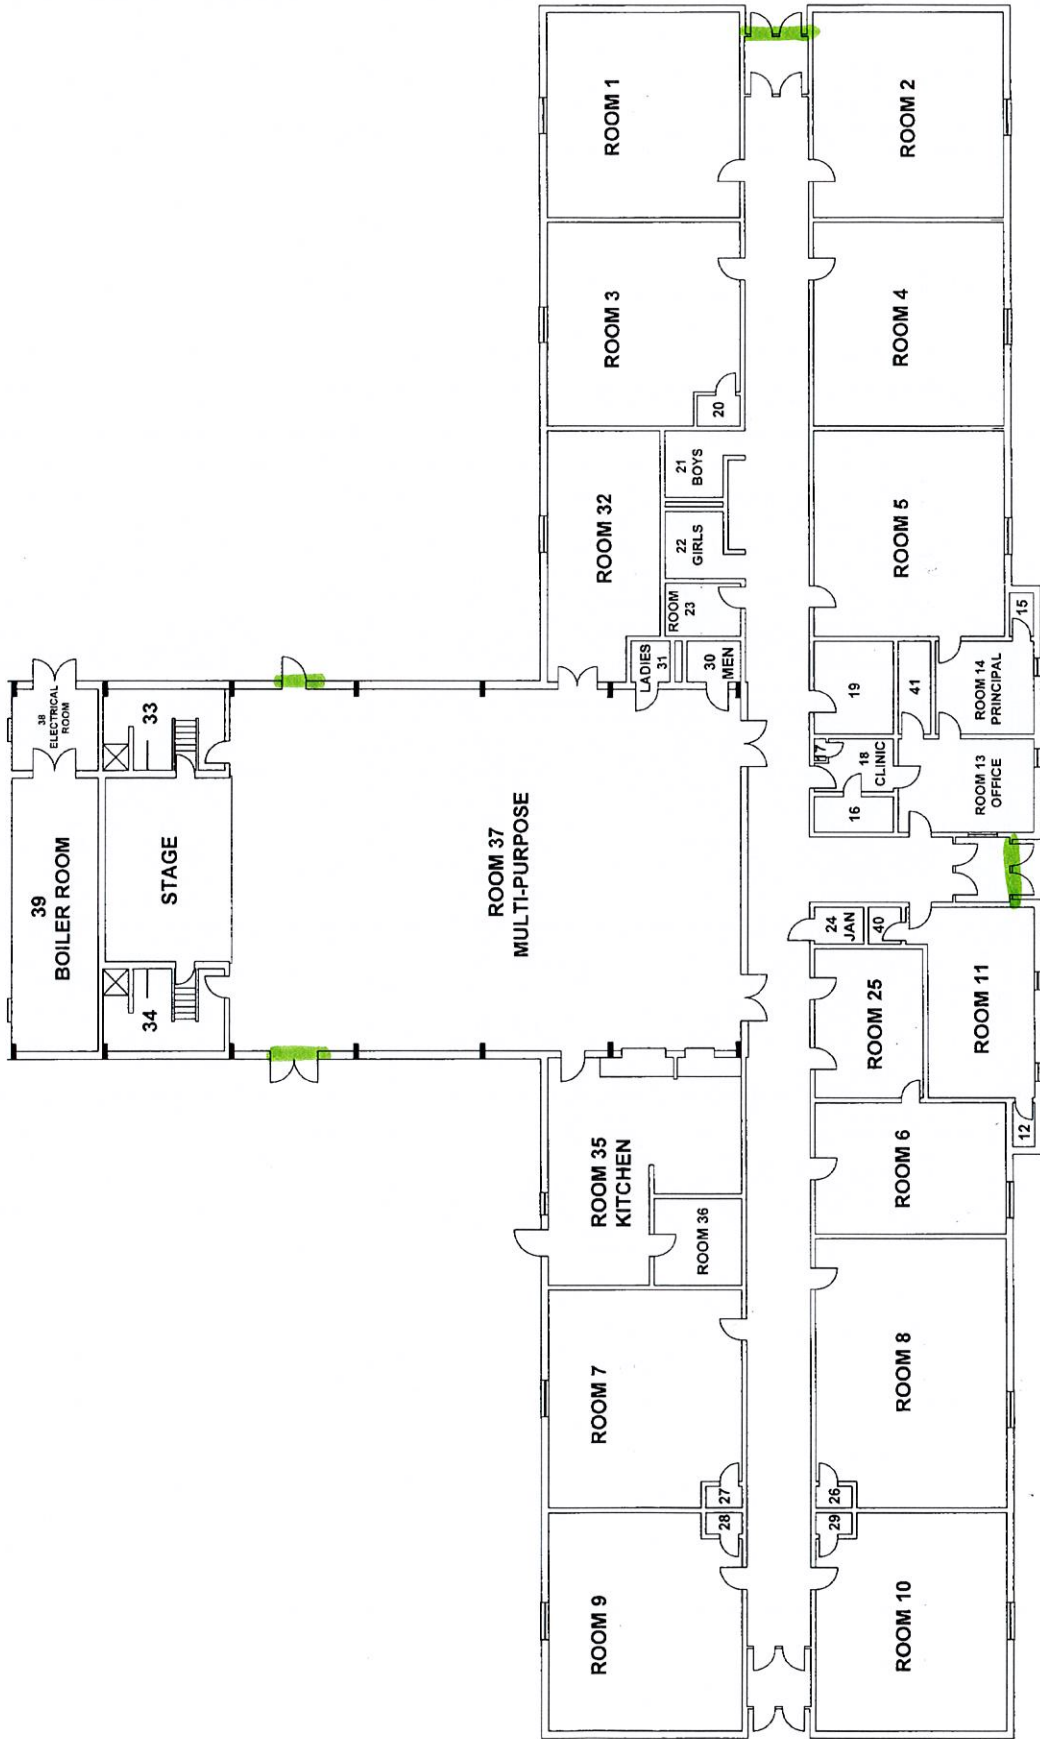 39
BOILER ROOM
38
ELECTRICAL
ROOM
34
STAGE
33
ROOM 37
MULTI-PURPOSE
ROOM 9
28
27
ROOM 7
ROOM 35
KITCHEN
ROOM 36
LADIES
31
30
MEN
ROOM 32
ROOM
23
22
GIRLS
21
BOYS
20
ROOM 3
ROOM 1
ROOM 10
29
26
ROOM 8
ROOM 6
ROOM 25
24
JAN
40
ROOM 11
12
16
17
18
CLINIC
19
41
ROOM 13
OFFICE
ROOM 14
PRINCIPAL
15
ROOM 5
ROOM 4
ROOM 2